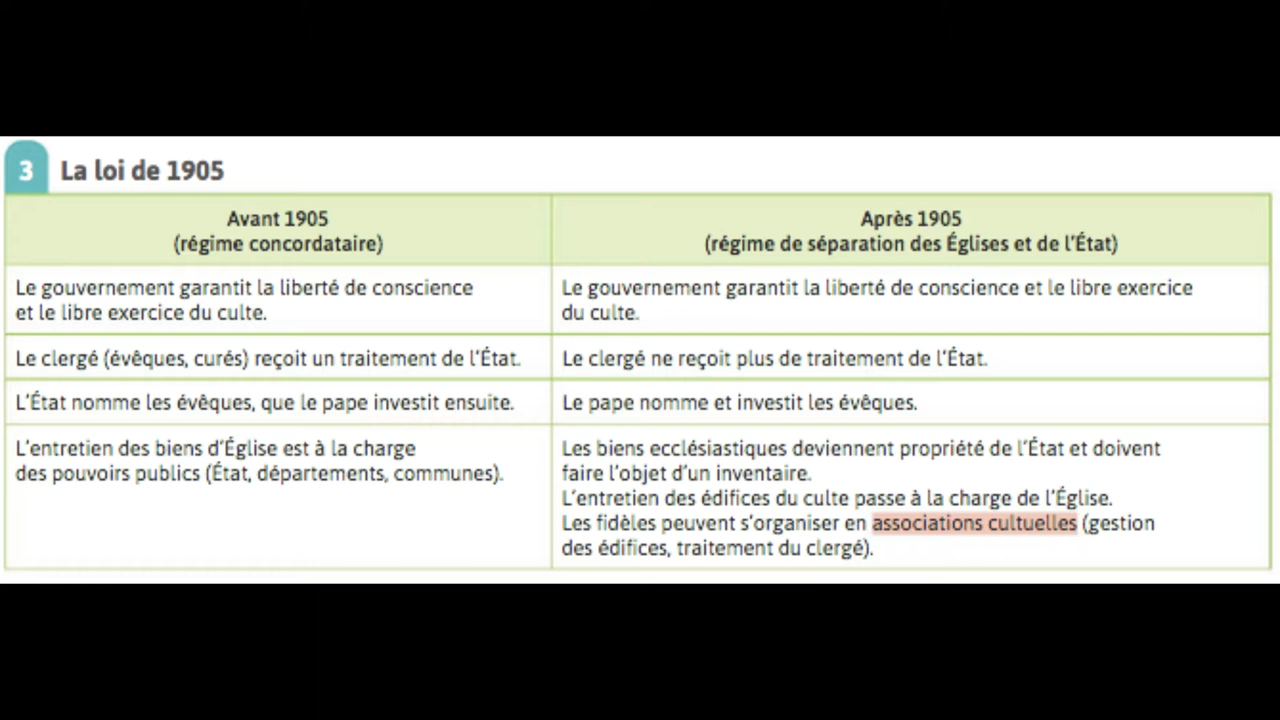 3 La loi de 1905
Avant 1905
(régime concordataire)
Après 1905
(régime de séparation des Églises et de l'État)
Le gouvernement garantit la liberté de conscience
et le libre exercice du culte.
Le gouvernement garantit la liberté de conscience et le libre exercice
du culte.
Le clergé (évêques, curés) reçoit un traitement de l'État.
Le clergé ne reçoit plus de traitement de l'État.
L'État nomme les évêques, que le pape investit ensuite.
Le pape nomme et investit les évêques.
L'entretien des biens d'Église est à la charge
des pouvoirs publics (État, départements, communes).
Les biens ecclésiastiques deviennent propriété de l'État et doivent
faire l'objet d'un inventaire.
L'entretien des édifices du culte passe à la charge de l'Église.
Les fidèles peuvent s'organiser en associations cultuelles (gestion
des édifices, traitement du clergé).